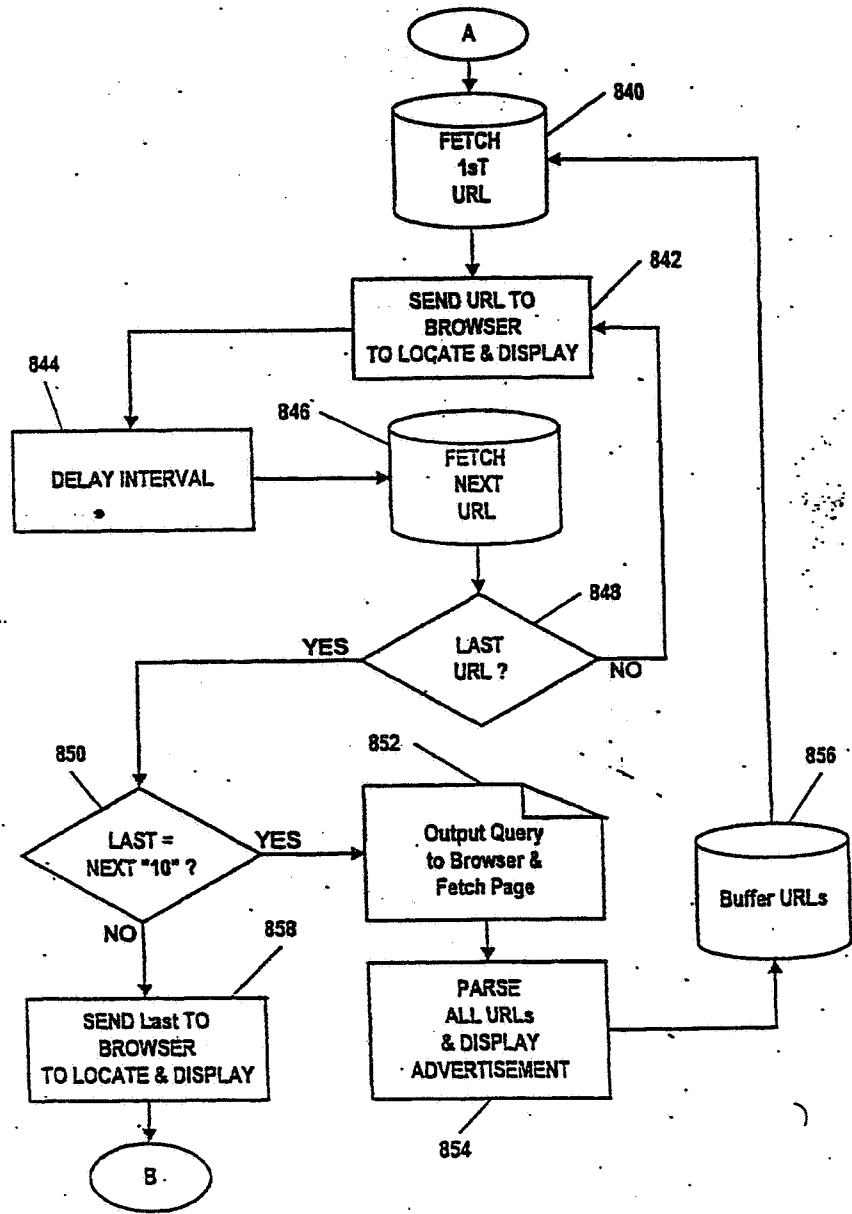 A
840
FETCH
1sT
URL
842
SEND URL TO
BROWSER
TO LOCATE & DISPLAY
844
DELAY INTERVAL
846
FETCH
NEXT
URL
848
LAST
URL ?
YES
NO
850
LAST =
NEXT "10" ?
YES
NO
852
Output Query
to Browser &
Fetch Page
856
Buffer URLs
858
SEND Last TO
BROWSER
TO LOCATE & DISPLAY
PARSE
ALL URLs
& DISPLAY
ADVERTISEMENT
854
B